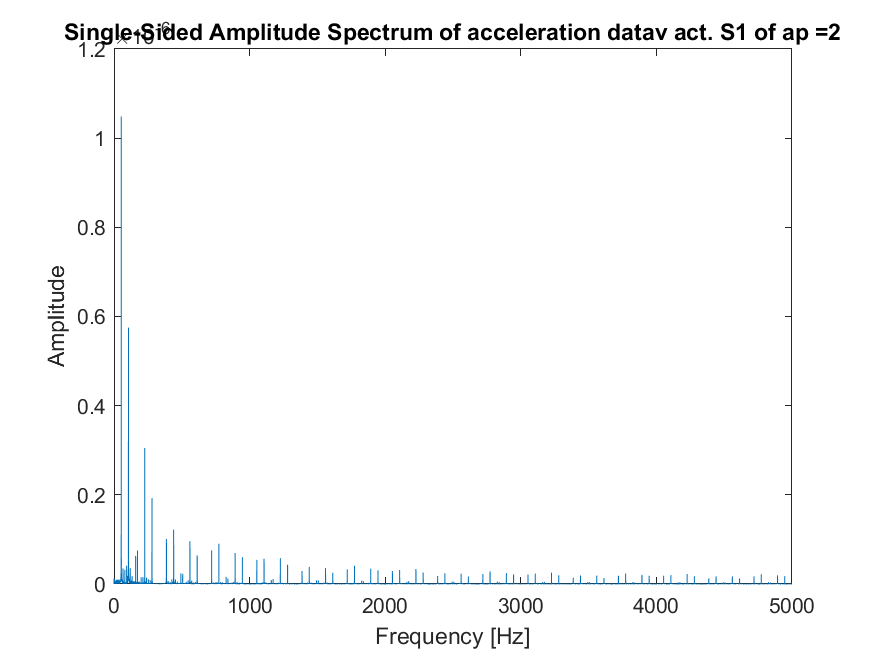 Single-Sided Amplitude Spectrum of acceleration datav act. S1 of ap =2
1.2
1
0.8
0.6
0.4
0.2
0
Amplitude
0 1000 2000 3000 4000 5000
Frequency [Hz]